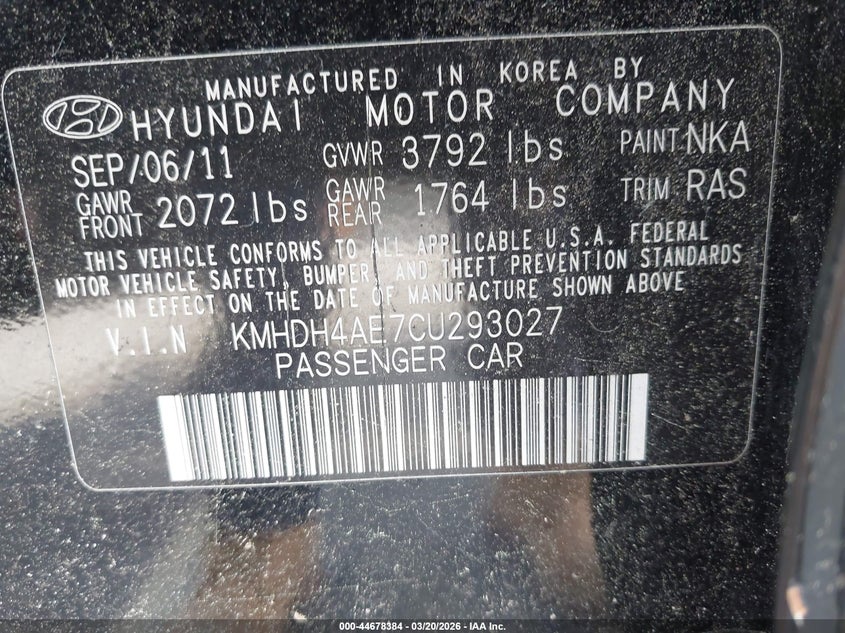 MANUFACTURED IN KOREA BY
HYUNDAI MOTOR COMPANY
SEP/06/11 GVWR 3792 lbs PAINT NKA
GAWR FRONT 2072 lbs GAWR REAR 1764 lbs TRIM RAS
THIS VEHICLE CONFORMS TO ALL APPLICABLE U.S.A. FEDERAL
MOTOR VEHICLE SAFETY, BUMPER, AND THEFT PREVENTION STANDARDS
IN EFFECT ON THE DATE OF MANUFACTURE SHOWN ABOVE
V.I.N KMHDH4AE7CU293027
PASSENGER CAR
000-44678384 | 03/20/2026 - IAA Inc.